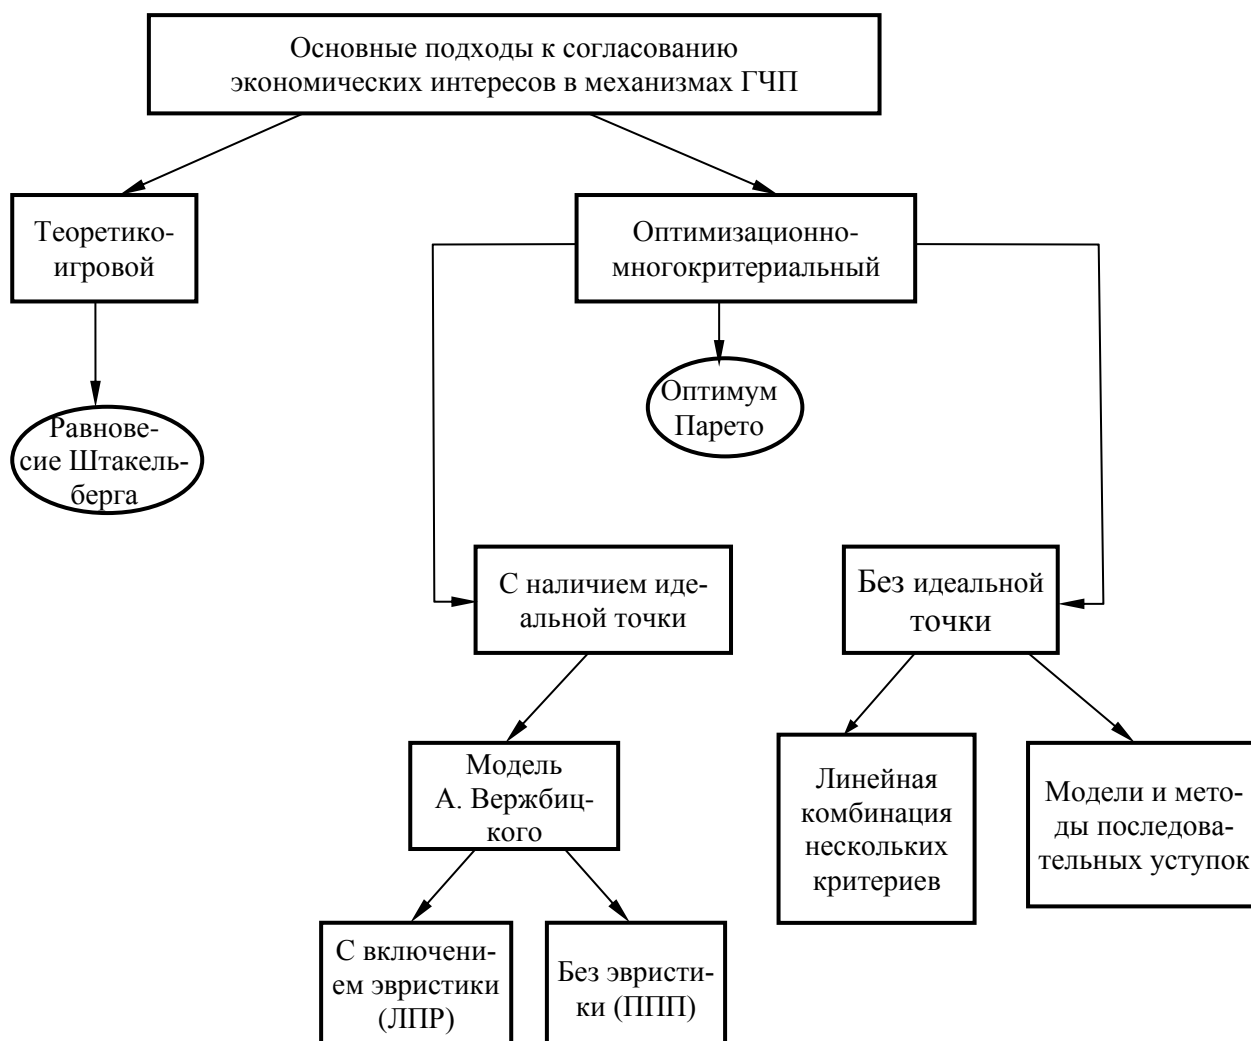 Основные подходы к согласованию
экономических интересов в механизмах ГЧП
Теоретико-
игровой
Оптимизационно-
многокритериальный
Оптимум
Парето
Равнове-
сие Штакель-
берга
С наличием иде-
альной точки
Без идеальной
точки
Модель
А. Вержбиц-
кого
Линейная
комбинация
нескольких
критериев
Модели и мето-
ды последова-
тельных уступок
С включени-
ем эвристики
(ЛПР)
Без эвристи-
ки (ППП)